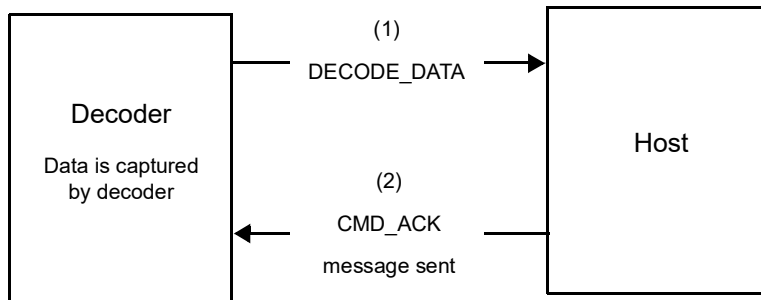 (1)
DECODE_DATA
Decoder
Data is captured
by decoder
Host
(2)
CMD_ACK
message sent